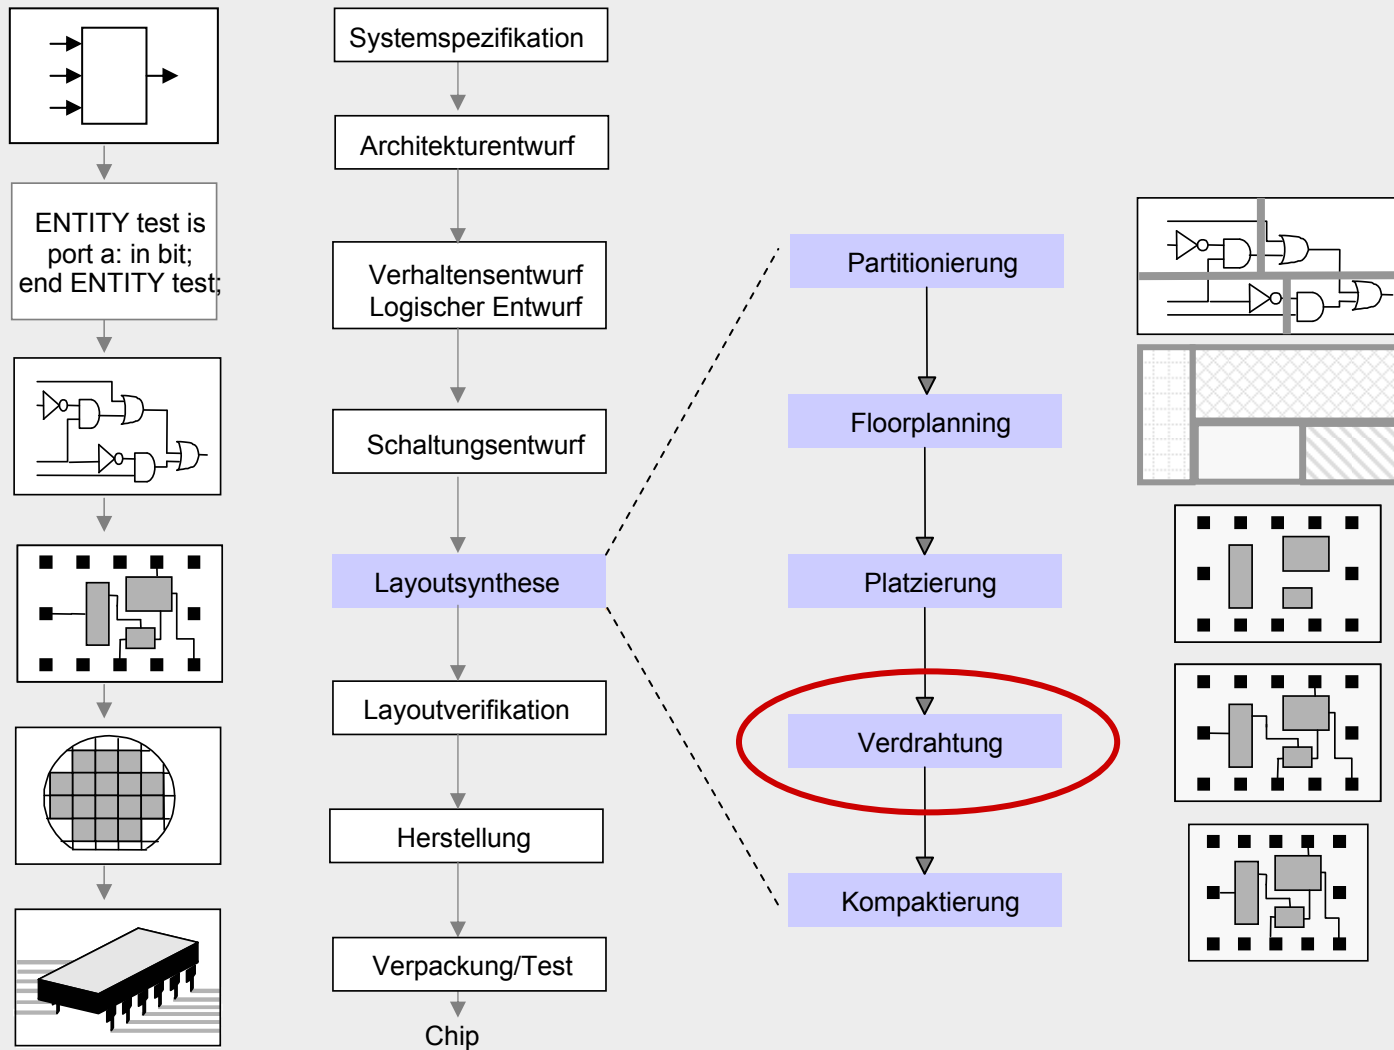 Systemspezifikation
Architekturentwurf
ENTITY test is
port a: in bit;
end ENTITY test;
Verhaltensentwurf
Logischer Entwurf
Schaltungsentwurf
Layoutsynthese
Layoutverifikation
Herstellung
Verpackung/Test
Chip
Partitionierung
Floorplanning
Platzierung
Verdrahtung
Kompaktierung